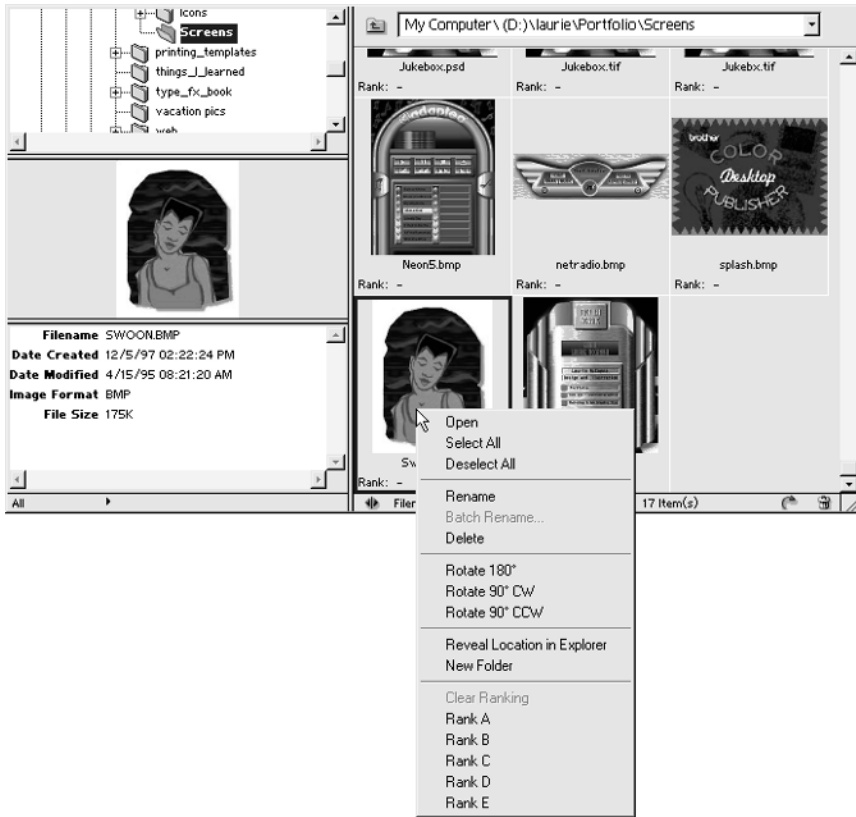 Icons
Screens
printing_templates
things_I_learned
type_fx_book
vacation pics
web
Filename SWOON.BMP
Date Created 12/5/97 02:22:24 PM
Date Modified 4/15/95 08:21:20 AM
Image Format BMP
File Size 175K
All
My Computer\ (D:)\laurie\Portfolio\Screens
Jukebox.psd
Jukebox.tif
Jukebx.tif
Rank: -
Rank: -
Rank: -
brother
COLOR
Desktop
PUBLISHER
Neon5.bmp
netradio.bmp
splash.bmp
Rank: -
Rank: -
Rank: -
Rank: -
17 Item(s)
Open
Select All
Deselect All
Rename
Batch Rename...
Delete
Rotate 180°
Rotate 90° CW
Rotate 90° CCW
Reveal Location in Explorer
New Folder
Clear Ranking
Rank A
Rank B
Rank C
Rank D
Rank E